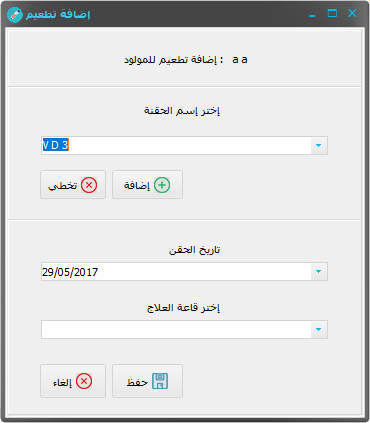 إضافة تطعيم
إضافة تطعيم للمولود : a a
إختر إسم الحقنة
V D 3
إضافة
تخطي
تاريخ الحقن
29/05/2017
إختر قاعة العلاج
حفظ
إلغاء